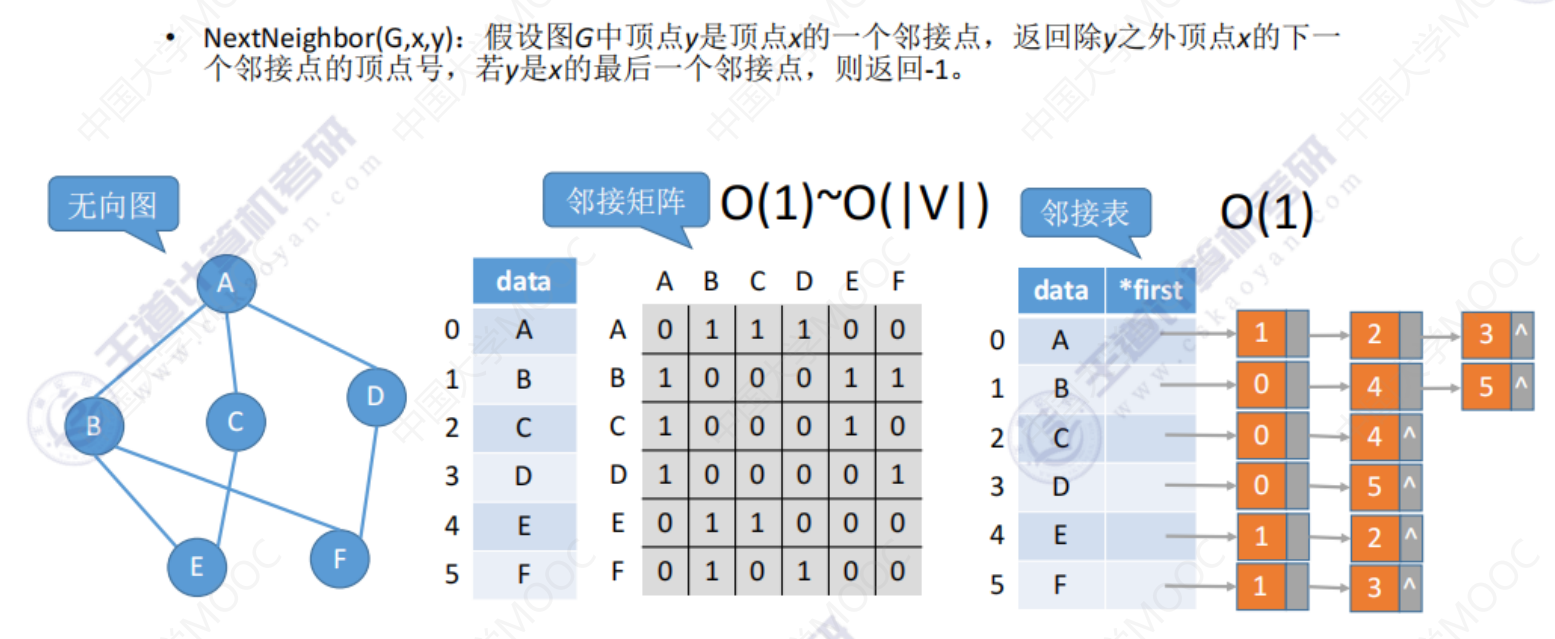 • NextNeighbor(G,x,y)：假设图G中顶点y是顶点x的一个邻接点，返回除y之外顶点x的下一
个邻接点的顶点号，若y是x的最后一个邻接点，则返回-1。
无向图
A
B
C
D
E
F
邻接矩阵 O(1)~O(|V|)
data
0 A
1 B
2 C
3 D
4 E
5 F
A B C D E F
A 0 1 1 1 0 0
B 1 0 0 0 1 1
C 1 0 0 0 1 0
D 1 0 0 0 0 1
E 0 1 1 0 0 0
F 0 1 0 1 0 0
邻接表 O(1)
data *first
0 A 1 2 3 ^
1 B 0 4 5 ^
2 C 0 4 ^
3 D 0 5 ^
4 E 1 2 ^
5 F 1 3 ^
中国大学MOOC
王道计算机考研